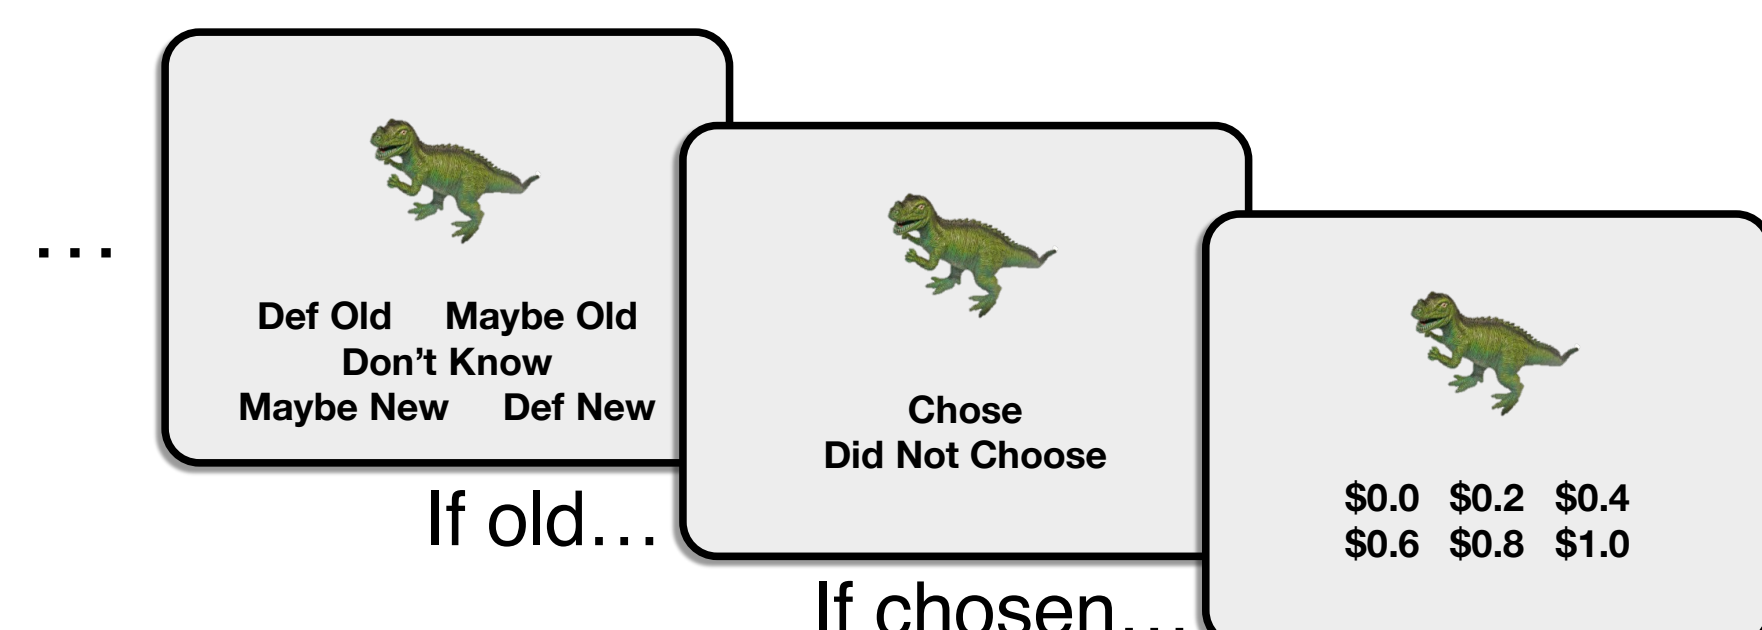 …
Def Old Maybe Old
Don’t Know
Maybe New Def New
If old…
Chose
Did Not Choose
If chosen…
$0.0 $0.2 $0.4
$0.6 $0.8 $1.0